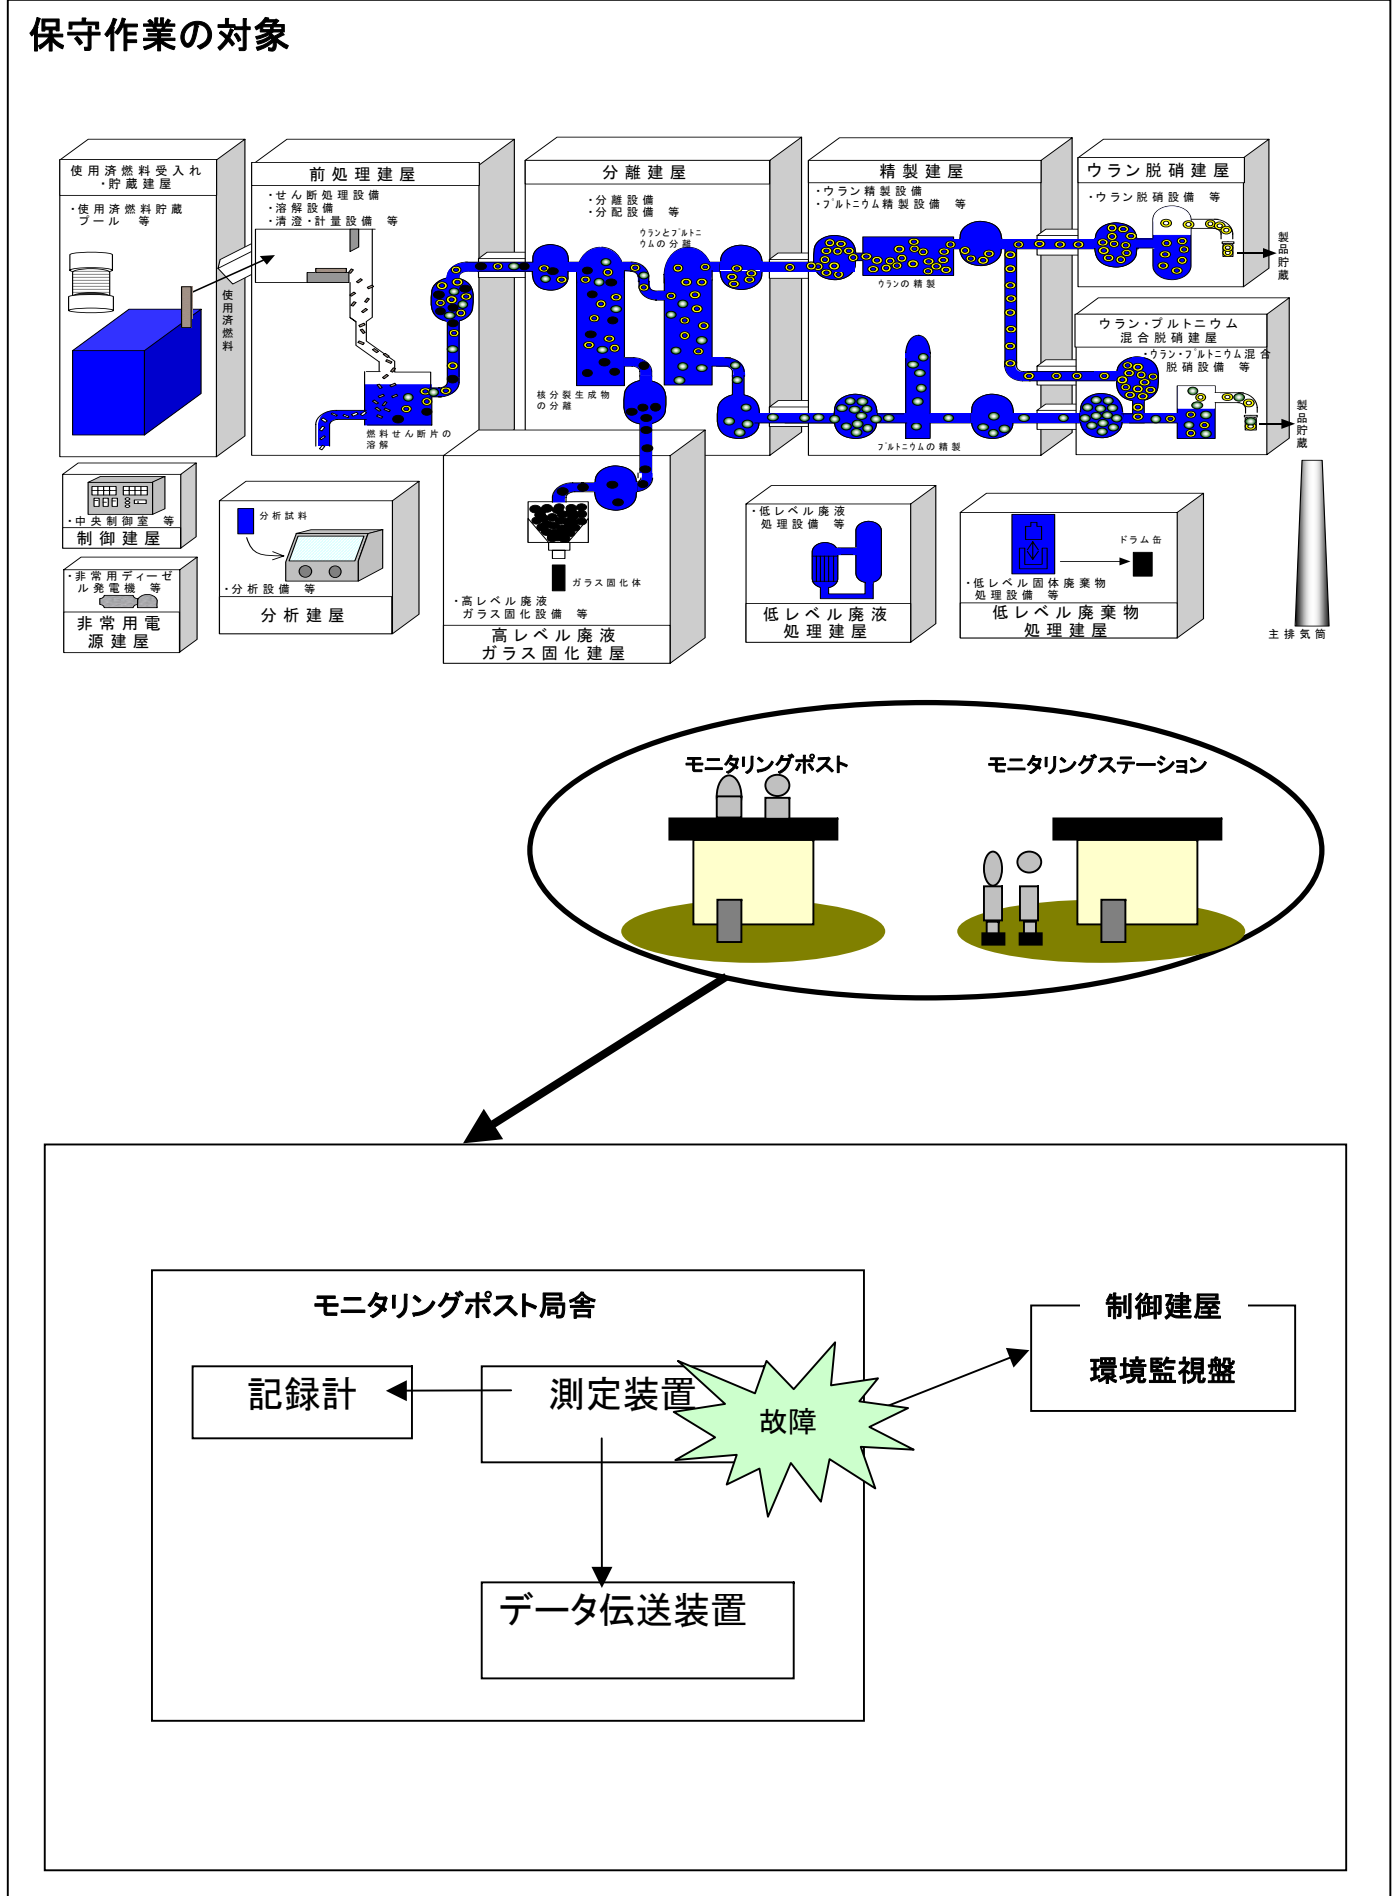 保守作業の対象
使用済燃料受入れ
・貯蔵建屋
・使用済燃料貯蔵
プール　等
使用済燃料
前処理建屋
・せん断処理設備
・溶解設備
・清澄・計量設備　等
燃料せん断片の
溶解
分離建屋
・分離設備
・分配設備　等
ウランとプルトニ
ウムの分離
核分裂生成物
の分離
精製建屋
・ウラン精製設備
・プルトニウム精製設備　等
ウランの精製
プルトニウムの精製
ウラン脱硝建屋
・ウラン脱硝設備　等
製品貯蔵
ウラン・プルトニウム
混合脱硝建屋
・ウラン・プルトニウム混合
脱硝設備　等
製品貯蔵
・中央制御室　等
制御建屋
・非常用ディーゼ
ル発電機　等
非常用電
源建屋
分析試料
・分析設備　等
分析建屋
ガラス固化体
・高レベル廃液
ガラス固化設備　等
高レベル廃液
ガラス固化建屋
・低レベル廃液
処理設備　等
低レベル廃液
処理建屋
ドラム缶
・低レベル固体廃棄物
処理設備　等
低レベル廃棄物
処理建屋
主排気筒
モニタリングポスト
モニタリングステーション
モニタリングポスト局舎
制御建屋
環境監視盤
記録計
測定装置
故障
データ伝送装置